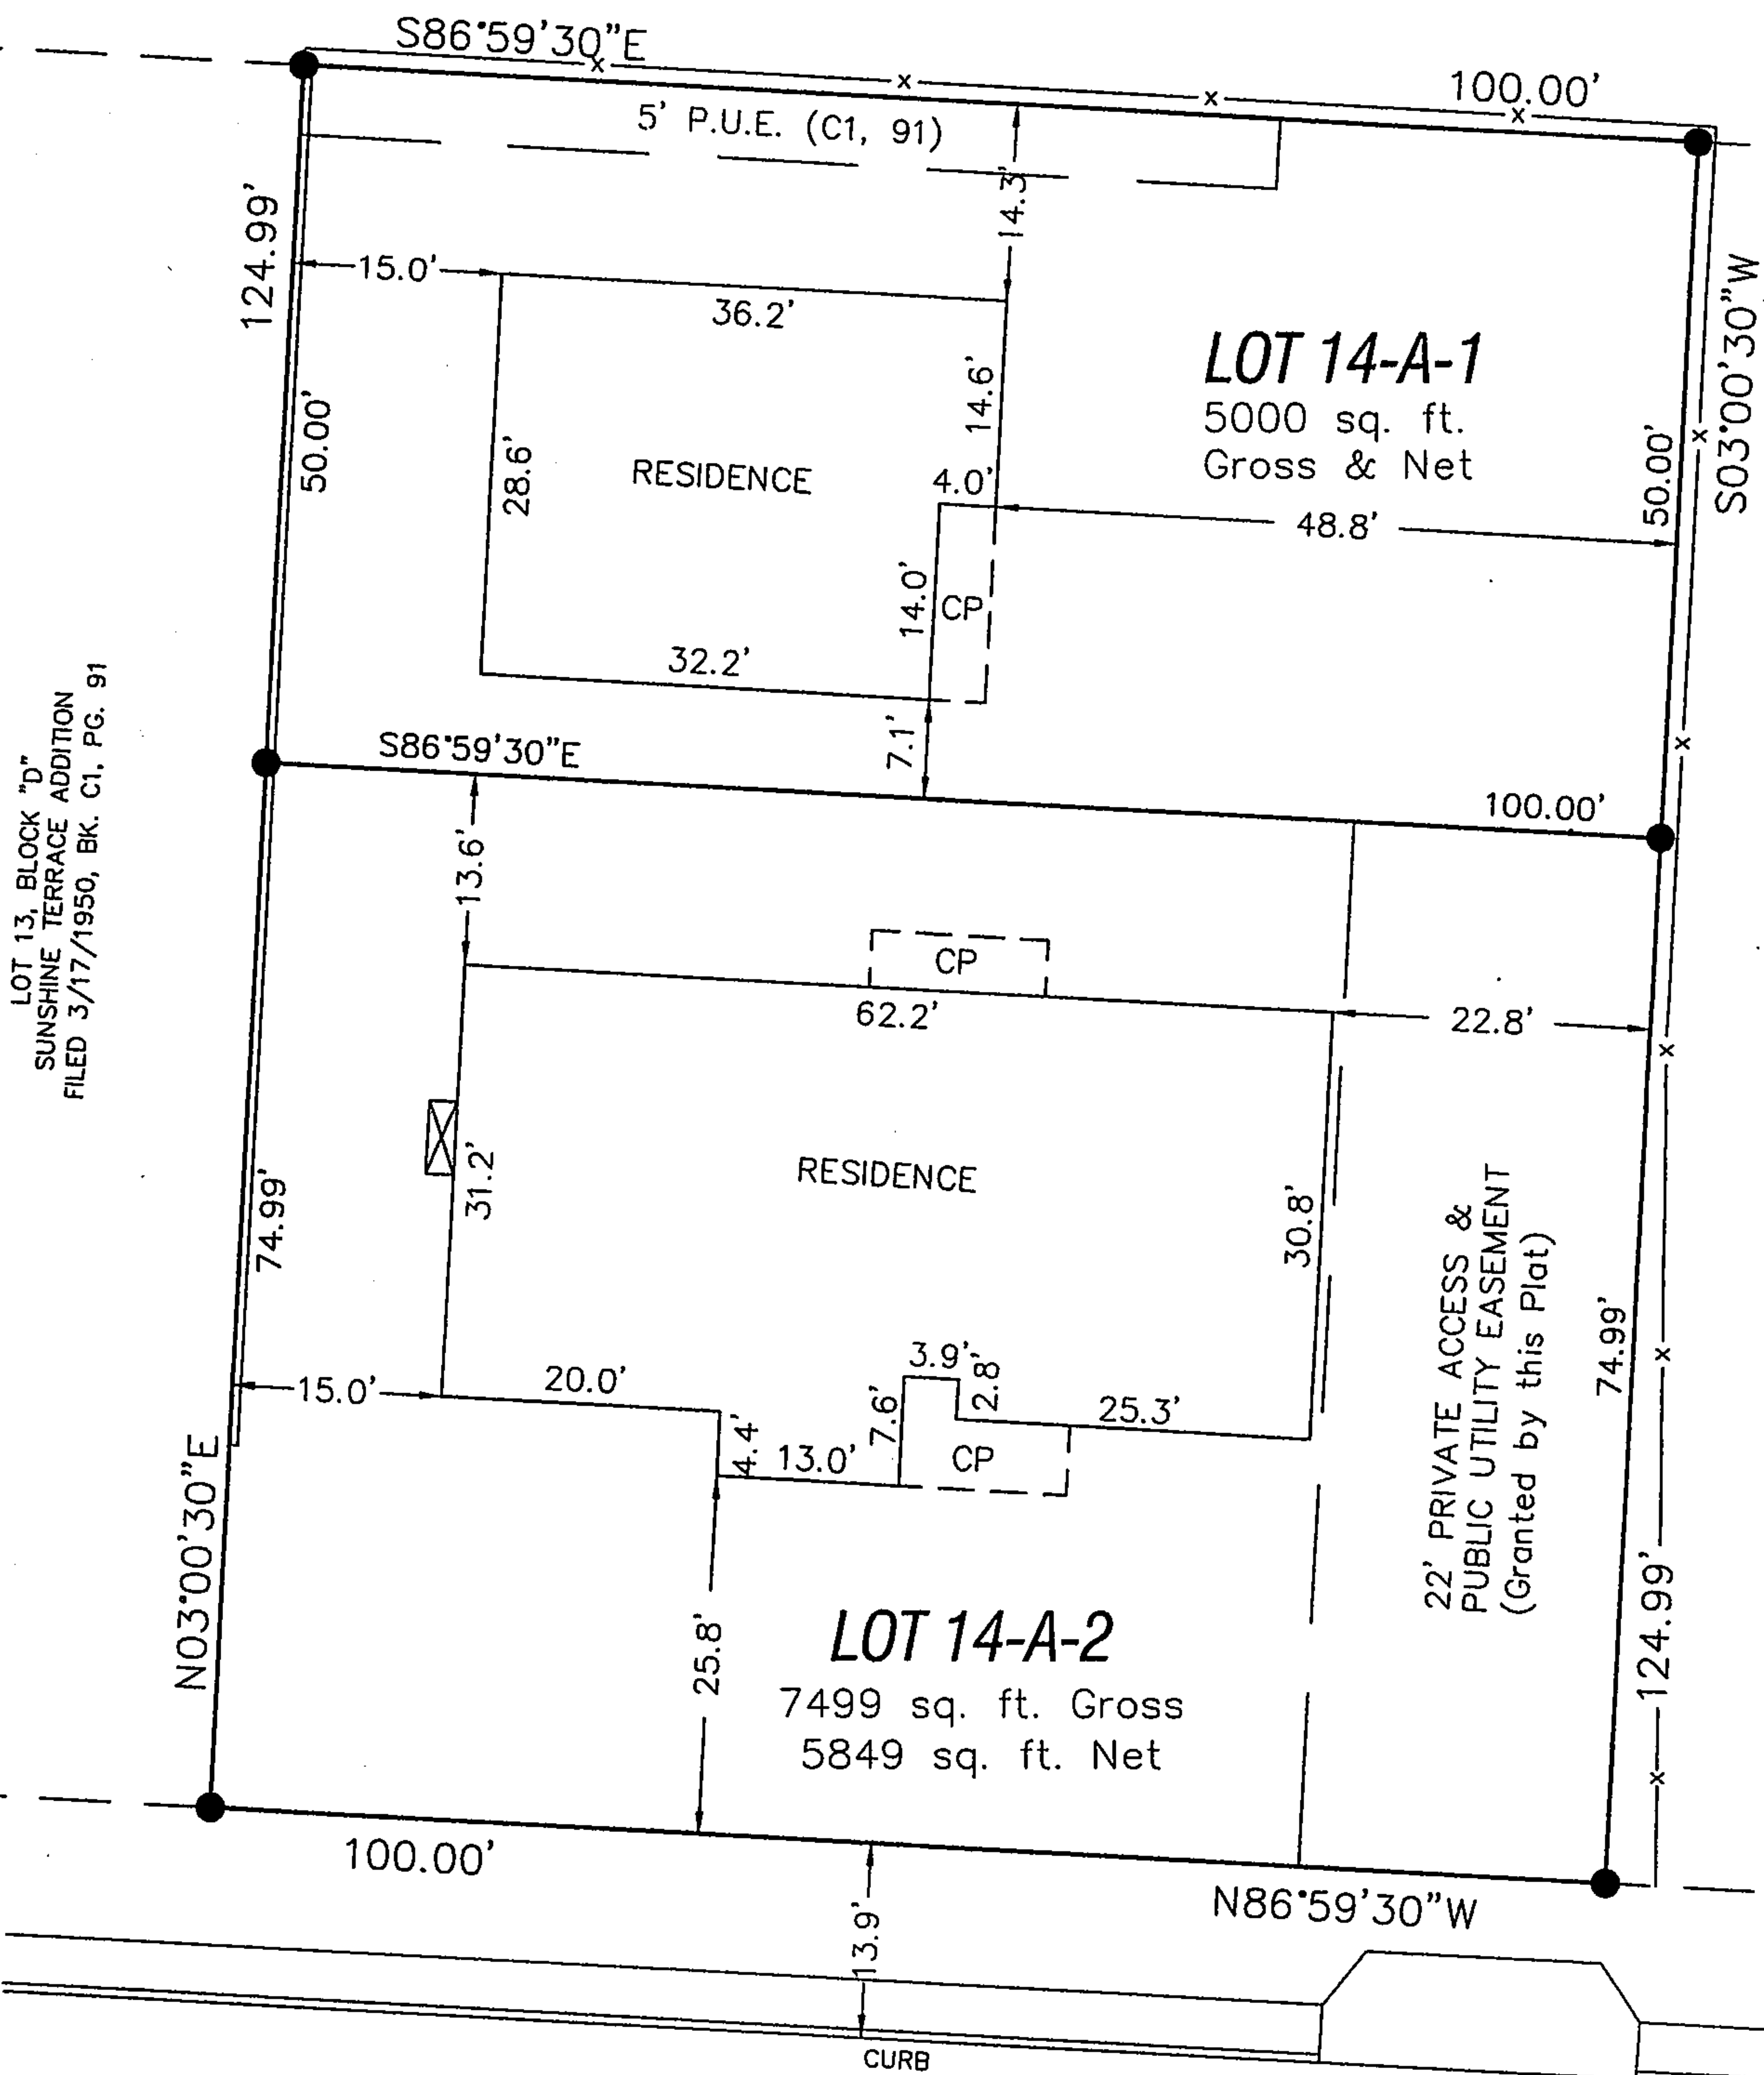 S86°59'30"E
100.00'
5' P.U.E. (C1, 91)
124.99'
14.3'
15.0'
36.2'
S03°00'30"W
LOT 14-A-1
5000 sq. ft.
Gross & Net
50.00'
28.6'
RESIDENCE
14.6'
4.0'
48.8'
50.00'
14.0'
CP
32.2'
7.1'
LOT 13, BLOCK "D"
SUNSHINE TERRACE ADDITION
FILED 3/17/1950, BK. C1, PG. 91
S86°59'30"E
100.00'
13.6'
CP
62.2'
22.8'
31.2'
RESIDENCE
30.8'
74.99'
22' PRIVATE ACCESS &
PUBLIC UTILITY EASEMENT
(Granted by this Plat)
74.99'
15.0'
20.0'
3.9'
2.8'
7.6'
25.3'
4.4'
13.0'
CP
N03°00'30"E
25.8'
LOT 14-A-2
7499 sq. ft. Gross
5849 sq. ft. Net
124.99'
100.00'
N86°59'30"W
13.9'
CURB